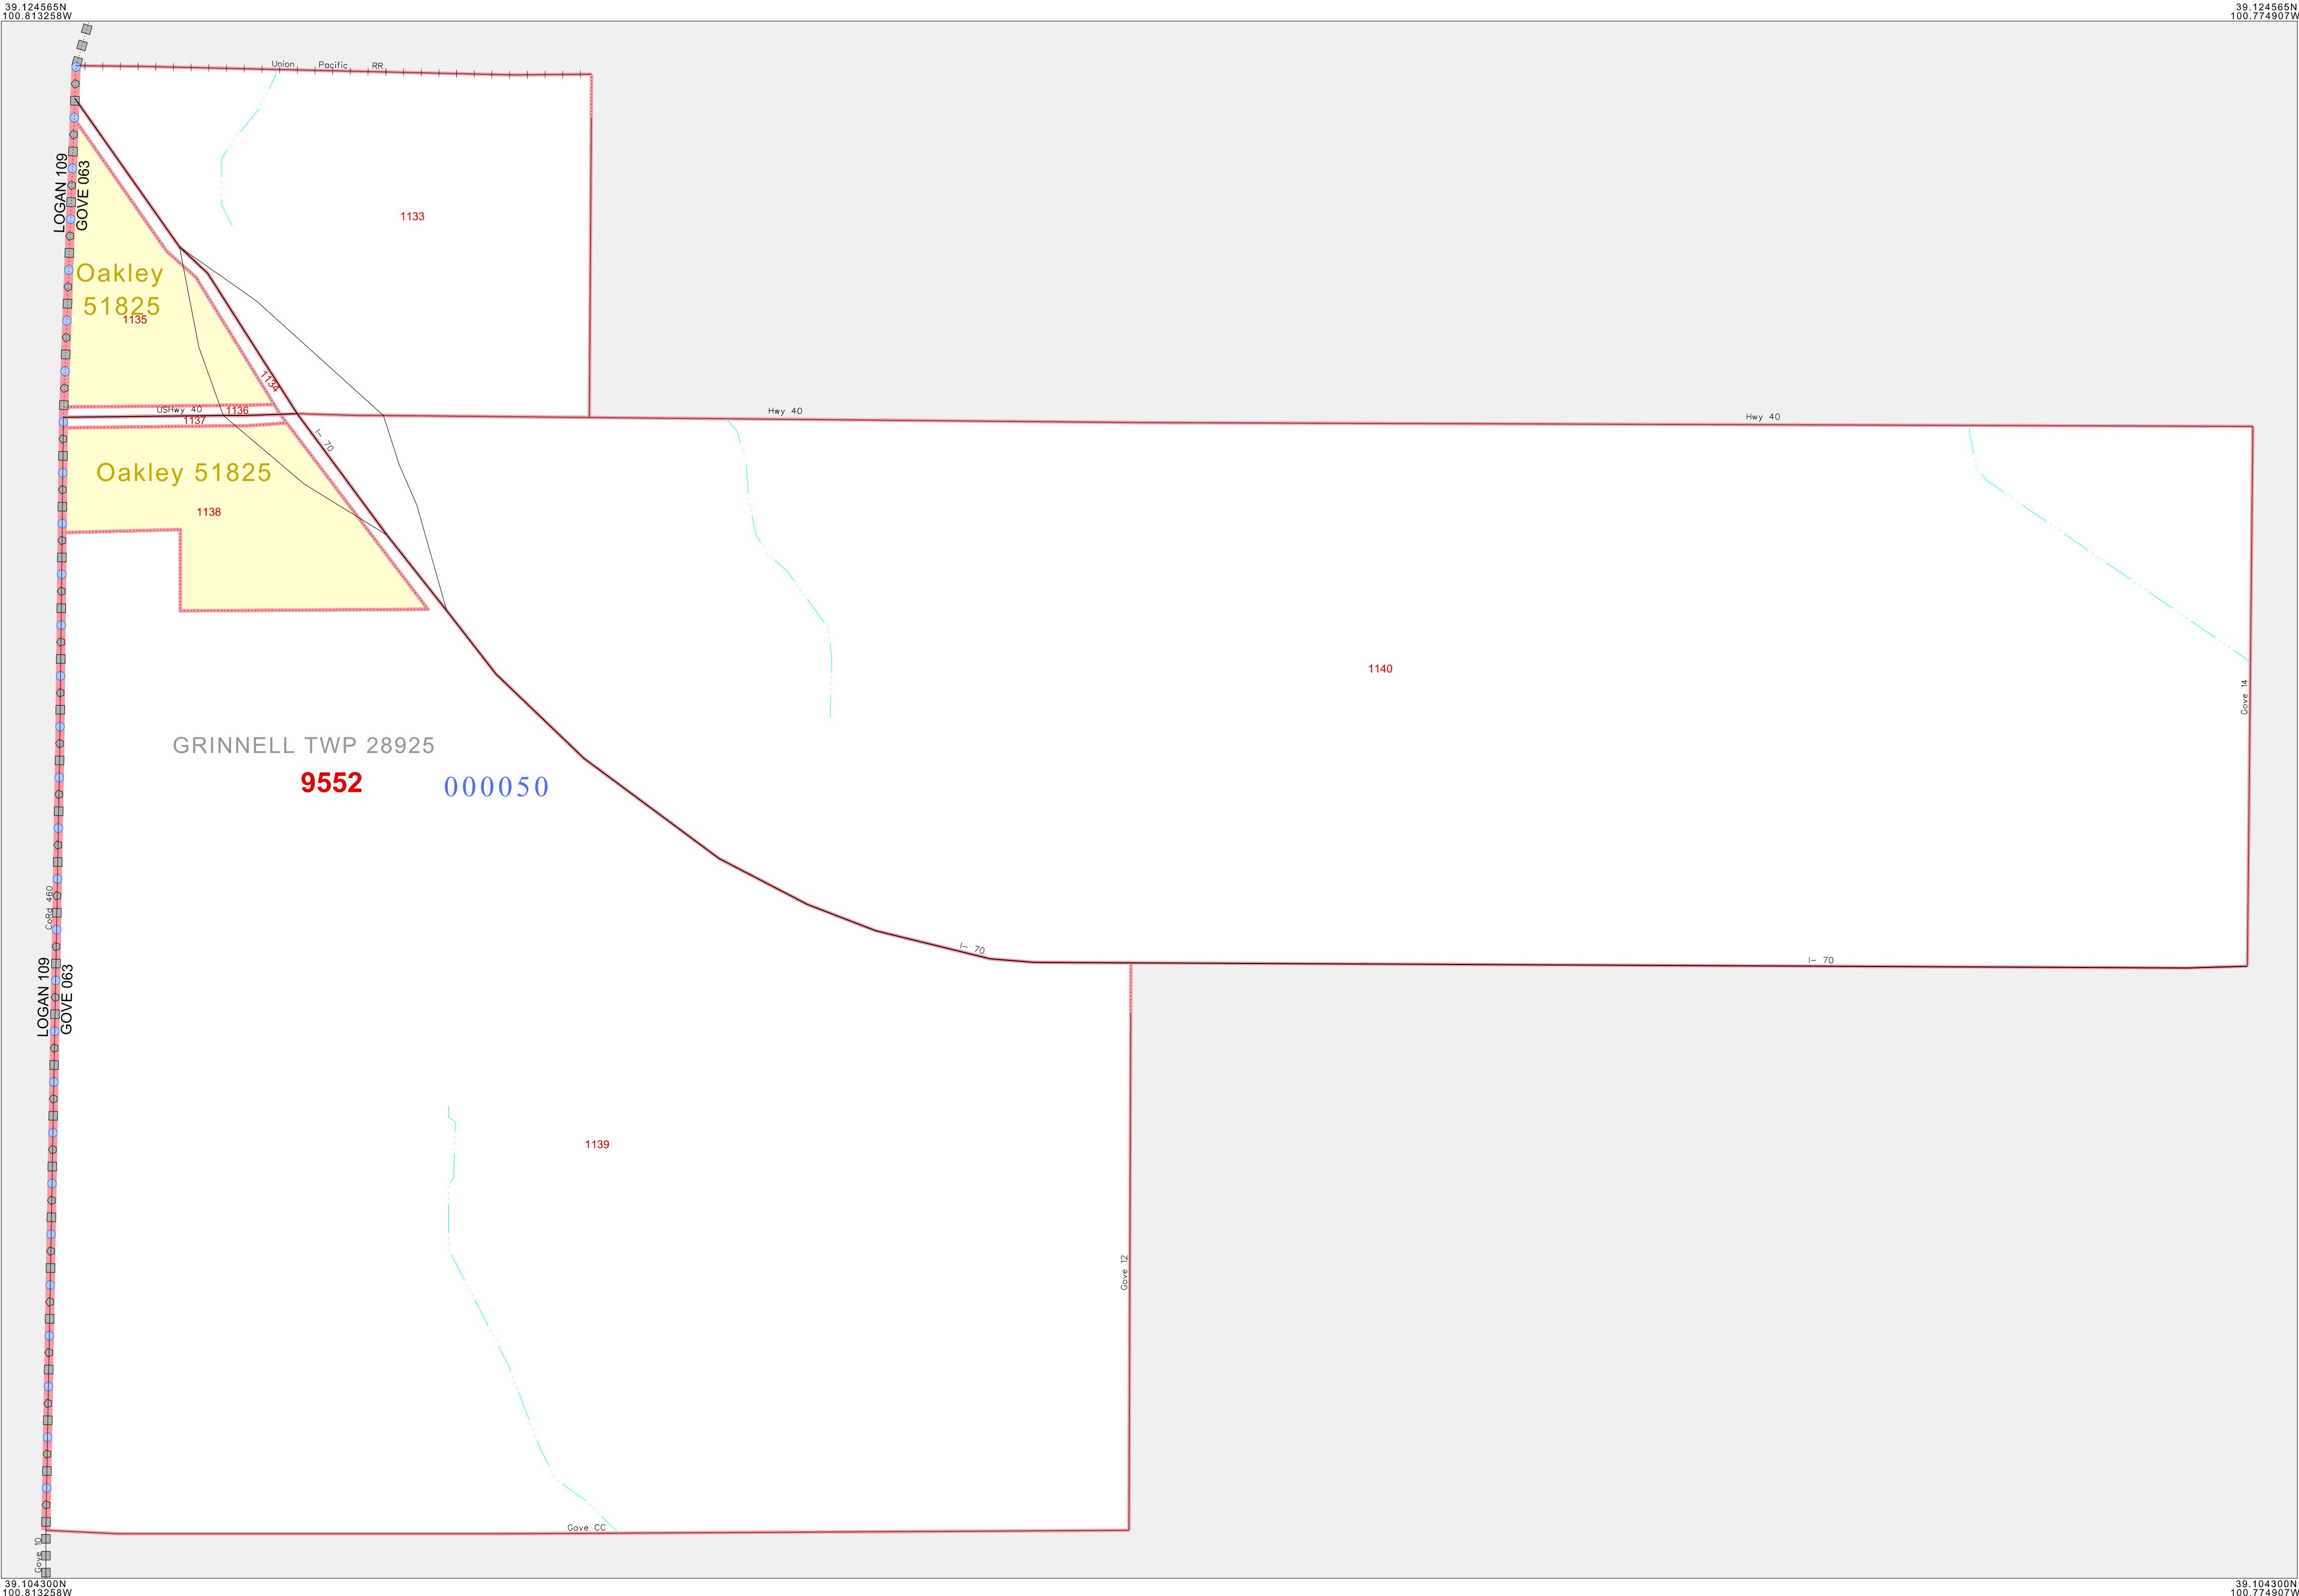 39.124565N
100.813258W
39.124565N
100.774907W
Union Pacific RR
LOGAN 109
GOVE 063
1133
Oakley
51825
1135
1134
USHwy 40
1136
1137
Hwy 40
Hwy 40
I- 70
Oakley 51825
1138
1140
Gove 14
GRINNELL TWP 28925
9552
000050
CoRd 460
I- 70
I- 70
LOGAN 109
GOVE 063
1139
Gove 12
Gove CC
Gove 10
39.104300N
100.813258W
39.104300N
100.774907W